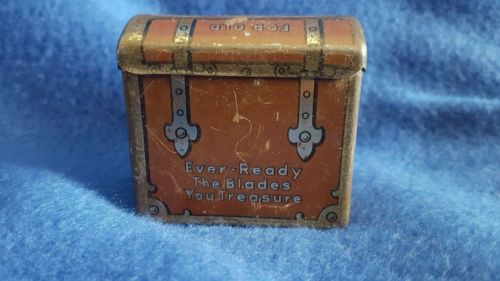 FOR OLD
Ever-Ready
The Blades
You Treasure